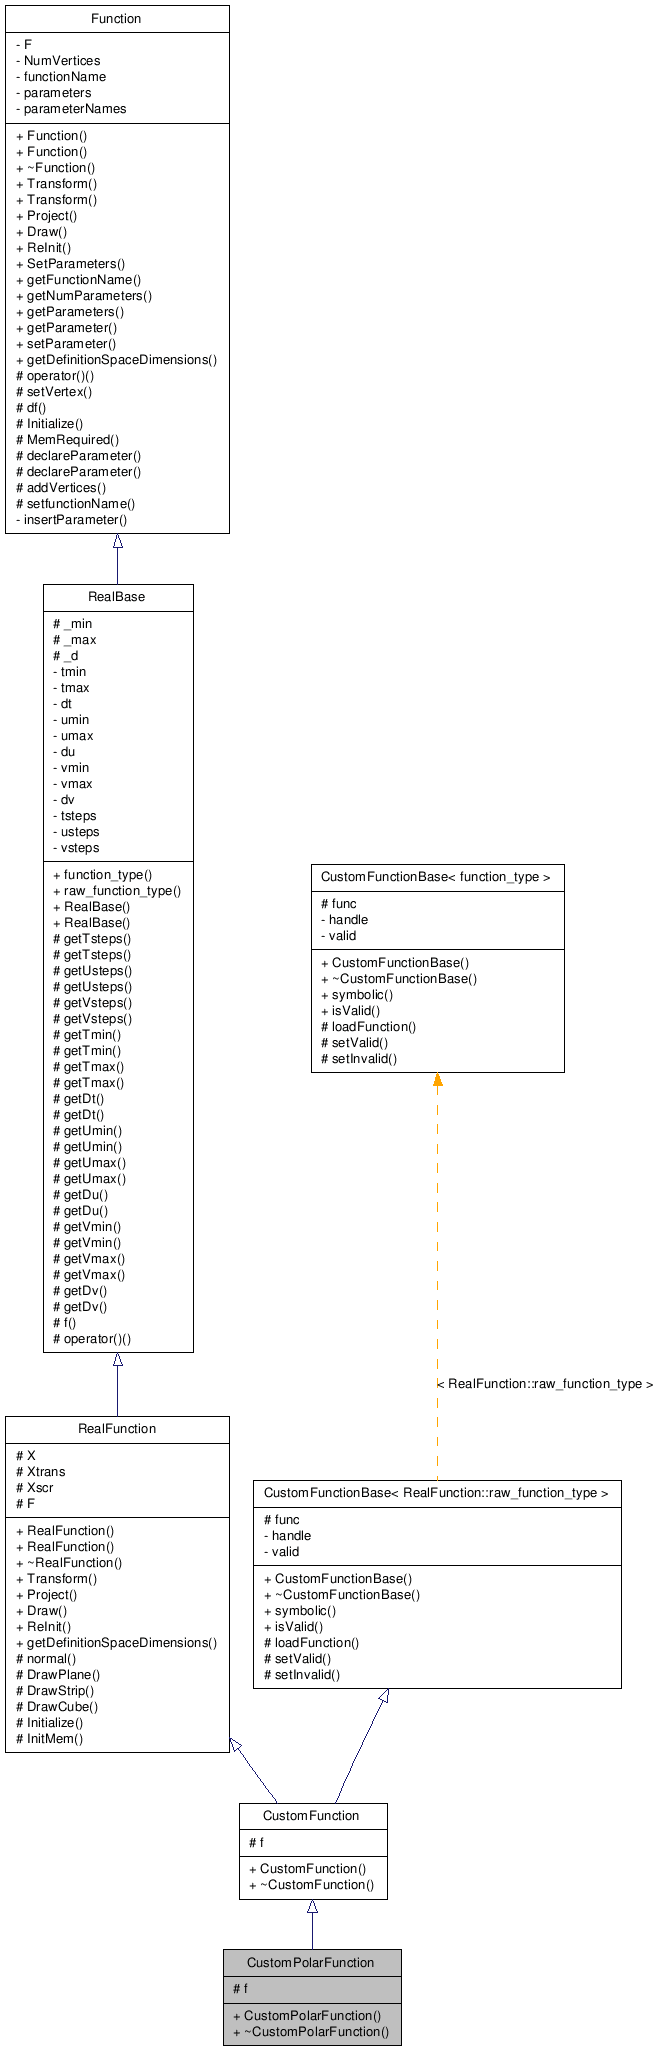 Function
- F
- NumVertices
- functionName
- parameters
- parameterNames
+ Function()
+ Function()
+ ~Function()
+ Transform()
+ Transform()
+ Project()
+ Draw()
+ ReInit()
+ SetParameters()
+ getFunctionName()
+ getNumParameters()
+ getParameters()
+ getParameter()
+ setParameter()
+ getDefinitionSpaceDimensions()
# operator()()
# setVertex()
# df()
# Initialize()
# MemRequired()
# declareParameter()
# declareParameter()
# addVertices()
# setfunctionName()
- insertParameter()
RealBase
# _min
# _max
# _d
- tmin
- tmax
- dt
- umin
- umax
- du
- vmin
- vmax
- dv
- tsteps
- usteps
- vsteps
+ function_type()
+ raw_function_type()
+ RealBase()
+ RealBase()
# getTsteps()
# getTsteps()
# getUsteps()
# getUsteps()
# getVsteps()
# getVsteps()
# getTmin()
# getTmin()
# getTmax()
# getTmax()
# getDt()
# getDt()
# getUmin()
# getUmin()
# getUmax()
# getUmax()
# getDu()
# getDu()
# getVmin()
# getVmin()
# getVmax()
# getVmax()
# getDv()
# getDv()
# f()
# operator()()
CustomFunctionBase< function_type >
# func
- handle
- valid
+ CustomFunctionBase()
+ ~CustomFunctionBase()
+ symbolic()
+ isValid()
# loadFunction()
# setValid()
# setInvalid()
< RealFunction::raw_function_type >
RealFunction
# X
# Xtrans
# Xscr
# F
+ RealFunction()
+ RealFunction()
+ ~RealFunction()
+ Transform()
+ Project()
+ Draw()
+ ReInit()
+ getDefinitionSpaceDimensions()
# normal()
# DrawPlane()
# DrawStrip()
# DrawCube()
# Initialize()
# InitMem()
CustomFunctionBase< RealFunction::raw_function_type >
# func
- handle
- valid
+ CustomFunctionBase()
+ ~CustomFunctionBase()
+ symbolic()
+ isValid()
# loadFunction()
# setValid()
# setInvalid()
CustomFunction
# f
+ CustomFunction()
+ ~CustomFunction()
CustomPolarFunction
# f
+ CustomPolarFunction()
+ ~CustomPolarFunction()